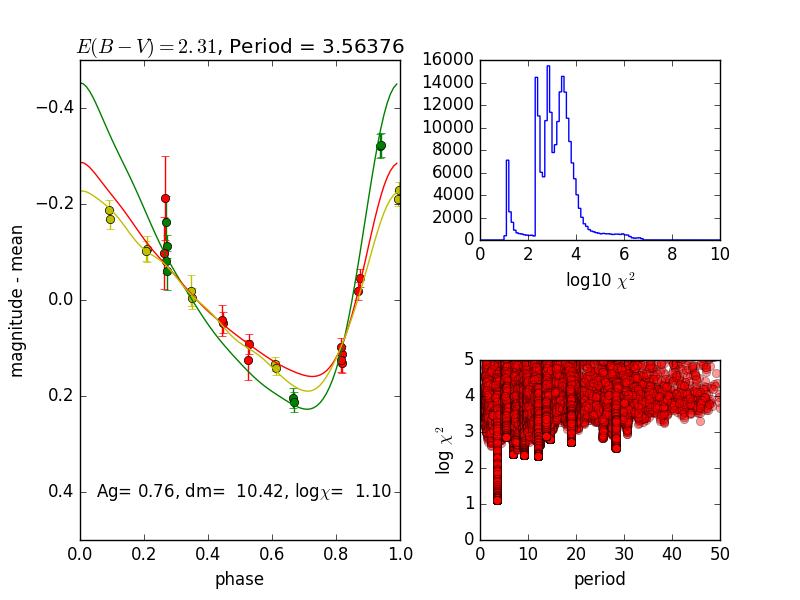 E(B−V)=2.31, Period = 3.56376
−0.4
−0.2
0.0
0.2
0.4
magnitude - mean
Ag= 0.76, dm= 10.42, logχ= 1.10
0.0 0.2 0.4 0.6 0.8 1.0
phase
16000
14000
12000
10000
8000
6000
4000
2000
0
0 2 4 6 8 10
log10 χ²
5
4
3
2
1
0
log χ²
0 10 20 30 40 50
period